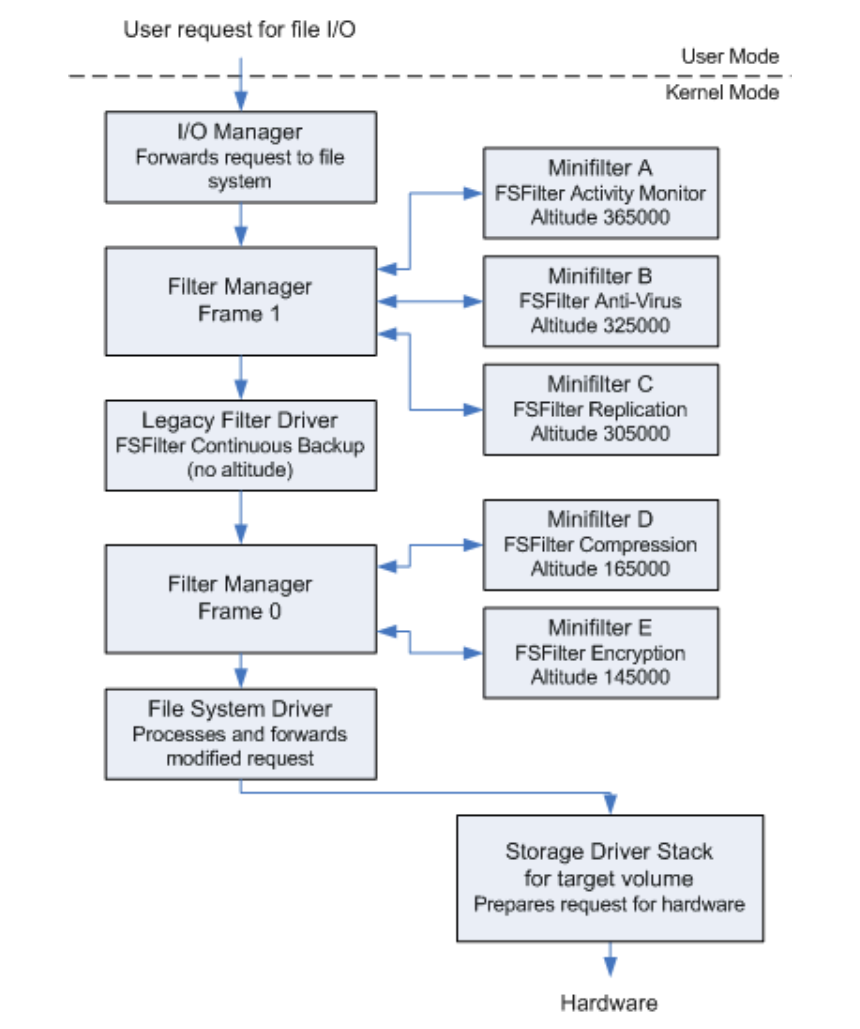 User request for file I/O
User Mode
Kernel Mode
I/O Manager
Forwards request to file
system
Minifilter A
FSFilter Activity Monitor
Altitude 365000
Filter Manager
Frame 1
Minifilter B
FSFilter Anti-Virus
Altitude 325000
Minifilter C
FSFilter Replication
Altitude 305000
Legacy Filter Driver
FSFilter Continuous Backup
(no altitude)
Minifilter D
FSFilter Compression
Altitude 165000
Filter Manager
Frame 0
Minifilter E
FSFilter Encryption
Altitude 145000
File System Driver
Processes and forwards
modified request
Storage Driver Stack
for target volume
Prepares request for hardware
Hardware